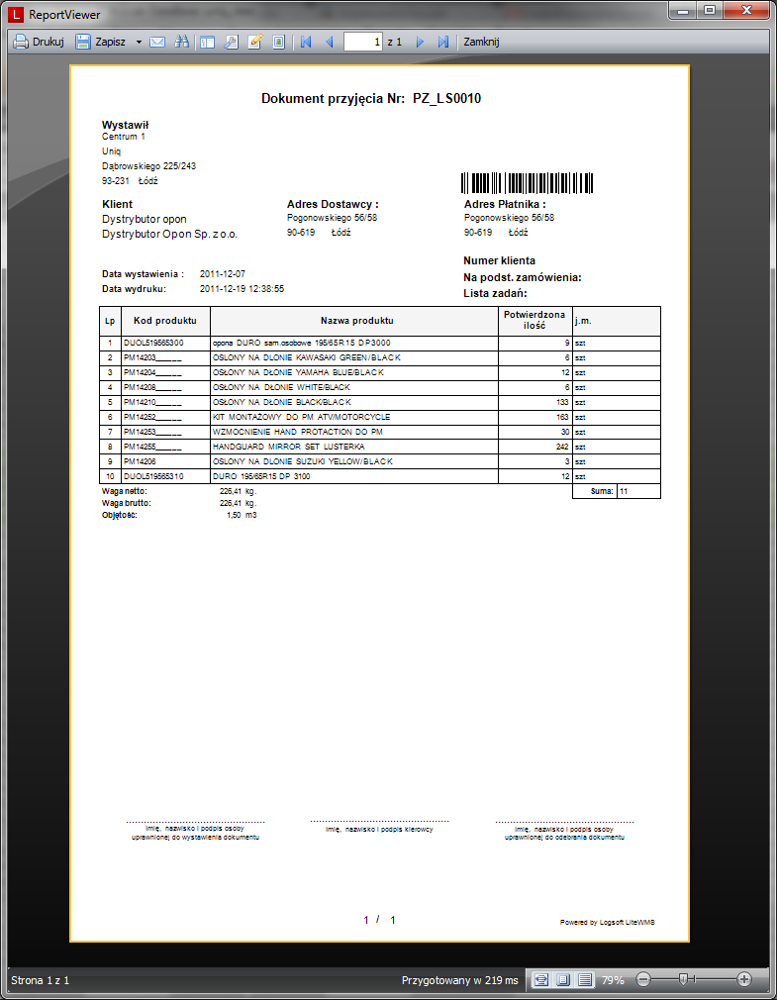 ReportViewer
Drukuj Zapisz 1 z 1 Zamknij
Dokument przyjęcia Nr: PZ_LS0010
Wystawił
Centrum 1
Uniq
Dąbrowskiego 225/243
93-231 Łódź
Klient Adres Dostawcy : Adres Płatnika :
Dystrybutor opon Pogonowskiego 56/58 Pogonowskiego 56/58
Dystrybutor Opon Sp. z o.o. 90-619 Łódź 90-619 Łódź
Numer klienta
Data wystawienia : 2011-12-07 Na podst. zamówienia:
Data wydruku: 2011-12-19 12:38:55 Lista zadań:
Lp Kod produktu Nazwa produktu Potwierdzona ilość j.m.
1 DUOL519565300 opona DURO sam.osobowe 195/65R15 DP3000 9 szt
2 PM14203_____ OSLONY NA DLONIE KAWASAKI GREEN/BLACK 6 szt
3 PM14204_____ OSŁONY NA DŁONIE YAMAHA BLUE/BLACK 12 szt
4 PM14208_____ OSŁONY NA DŁONIE WHITE/BLACK 6 szt
5 PM14210_____ OSŁONY NA DŁONIE BLACK/BLACK 133 szt
6 PM14252_____ KIT MONTAŻOWY DO PM ATV/MOTORCYCLE 163 szt
7 PM14253_____ WZMOCNIENIE HAND PROTACTION DO PM 30 szt
8 PM14255_____ HANDGUARD MIRROR SET LUSTERKA 242 szt
9 PM14206 OSLONY NA DLONIE SUZUKI YELLOW/BLACK 3 szt
10 DUOL519565310 DURO 195/65R15 DP 3100 12 szt
Waga netto: 226,41 kg. Suma: 11
Waga brutto: 226,41 kg.
Objętość: 1,50 m3
Imię, nazwisko i podpis osoby
uprawnionej do wystawienia dokumentu
Imię, nazwisko i podpis kierowcy
Imię, nazwisko i podpis osoby
uprawnionej do odebrania dokumentu
1 / 1
Powered by Logsoft LiteWMS
Strona 1 z 1 Przygotowany w 219 ms 79%